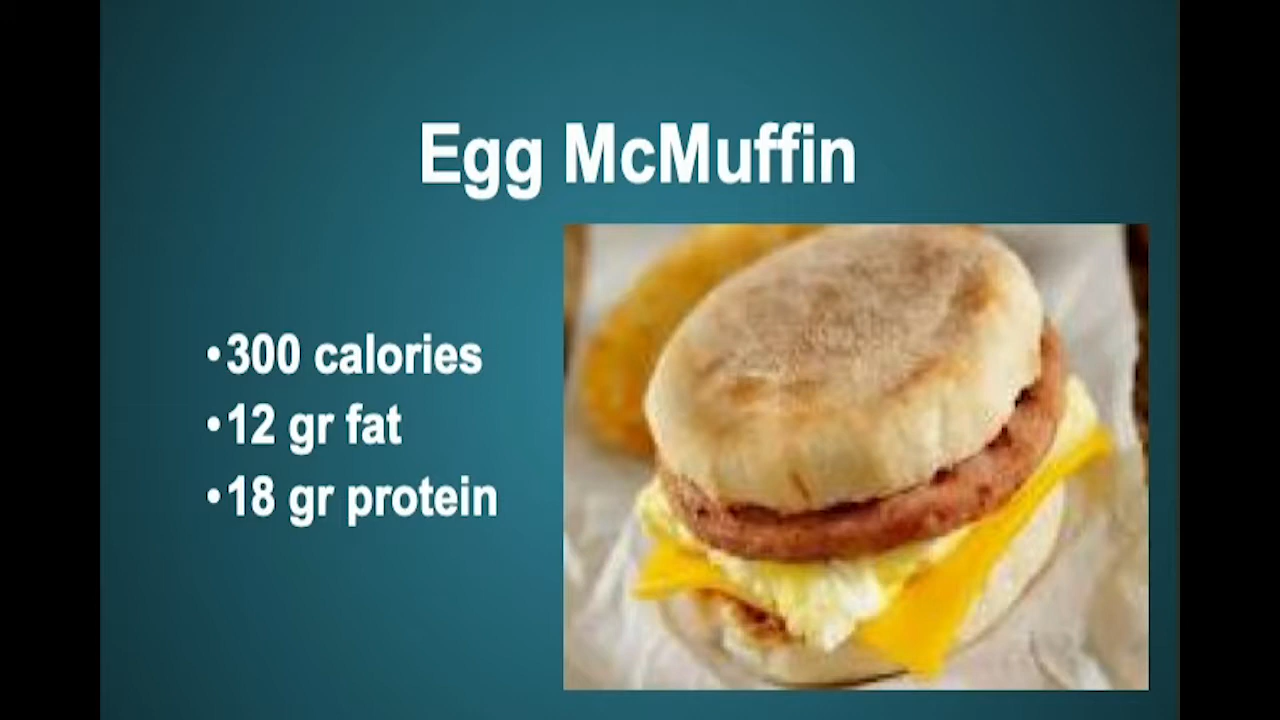 Egg McMuffin
•300 calories
•12 gr fat
•18 gr protein